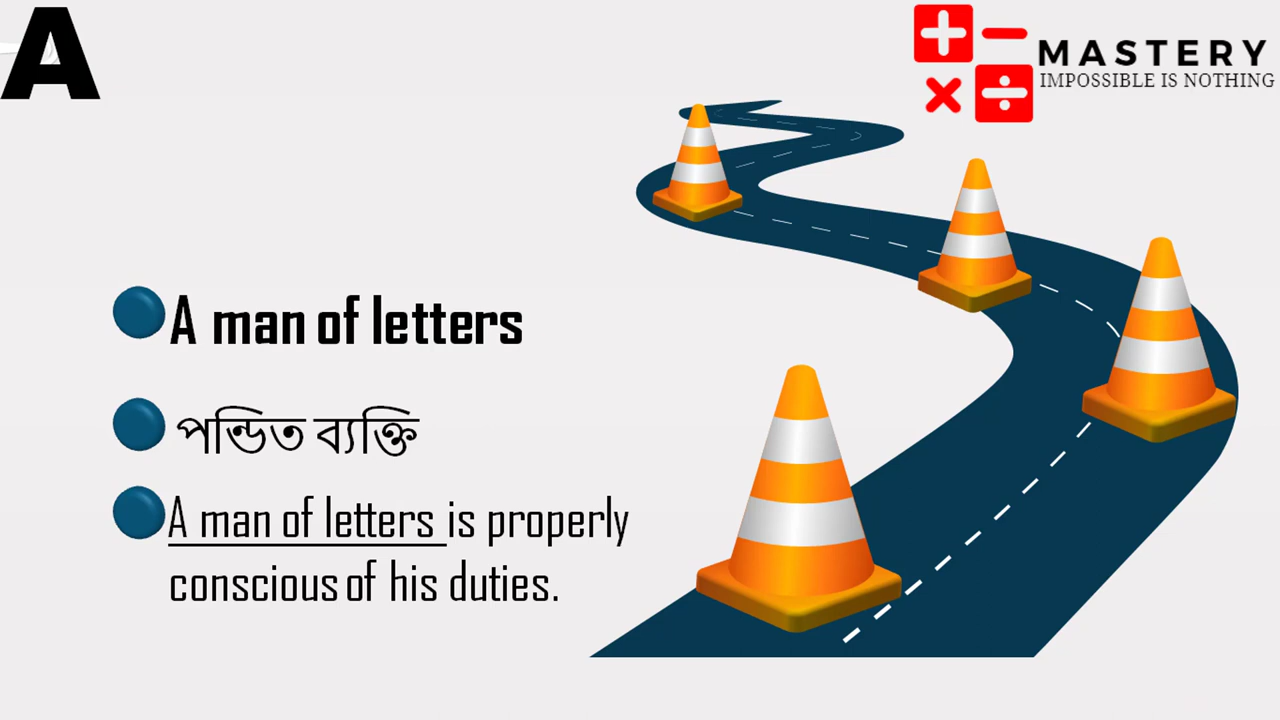 A
MASTERY
IMPOSSIBLE IS NOTHING
A man of letters
পন্ডিত ব্যক্তি
A man of letters is properly
conscious of his duties.